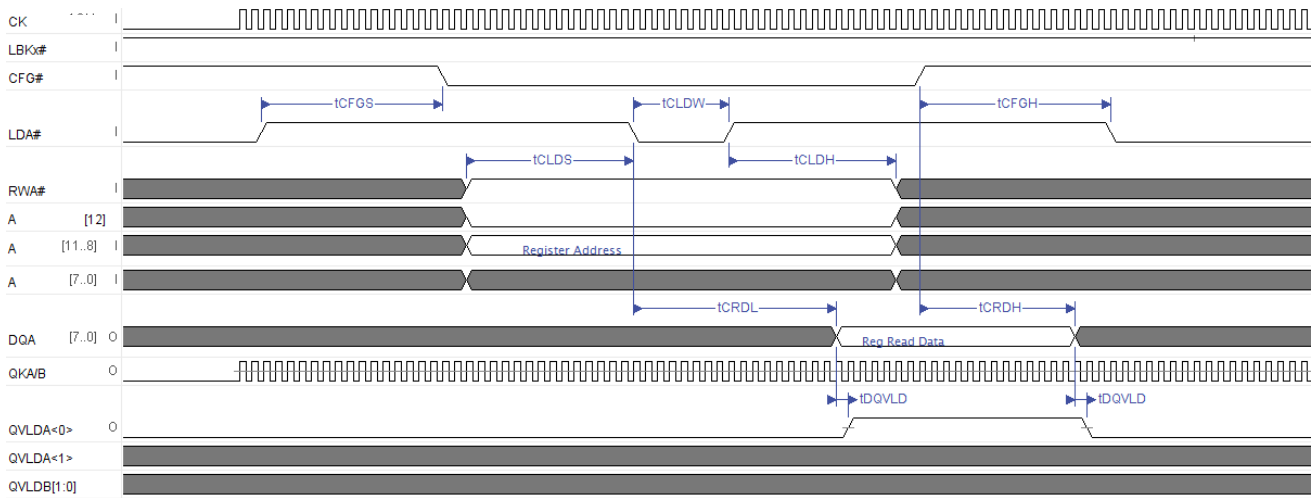 CK I
LBKx# I
CFG# I
tCFGS tCLDW tCFGH
LDA# I
tCLDS tCLDH
RWA# I
A [12]
A [11..8] I Register Address
A [7..0] I
tCRDL tCRDH
DQA [7..0] O Reg Read Data
QKA/B O
tDQVLD tDQVLD
QVLDA<0> O
QVLDA<1>
QVLDB[1:0]